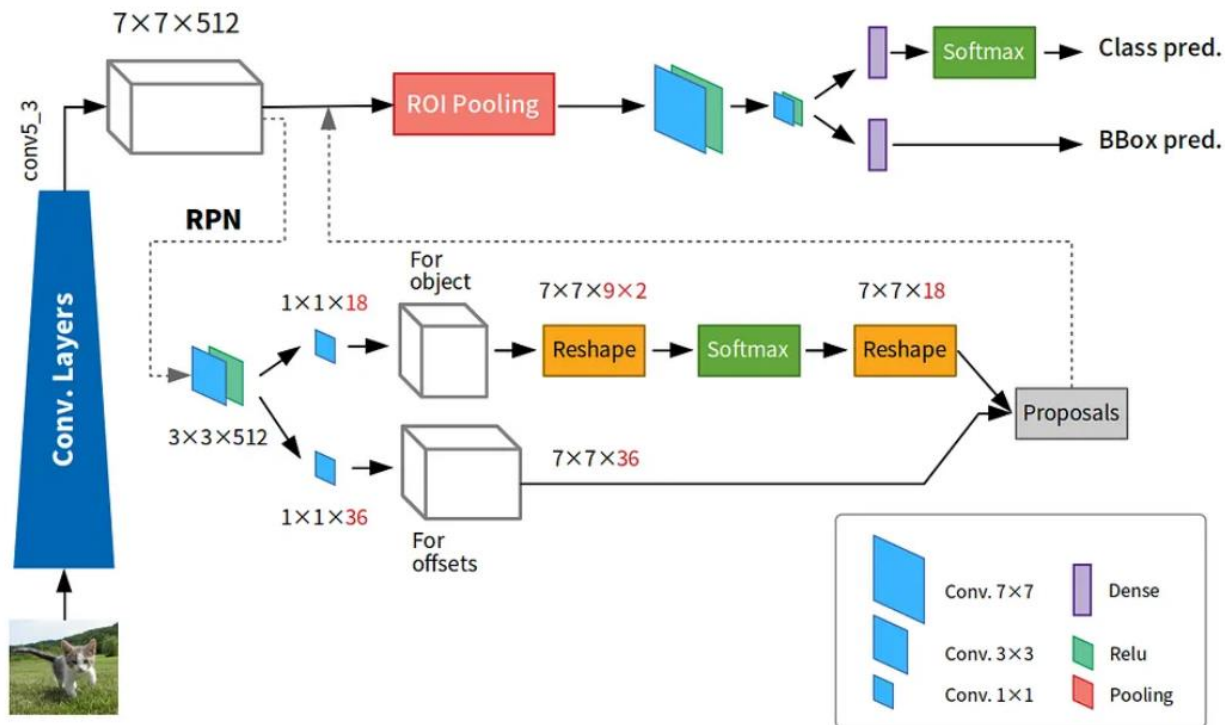 7×7×512
conv5_3
Conv. Layers
ROI Pooling
Softmax
Class pred.
BBox pred.
RPN
For
object
1×1×18
7×7×9×2
7×7×18
Reshape
Softmax
Reshape
Proposals
3×3×512
7×7×36
1×1×36
For
offsets
Conv. 7×7
Dense
Conv. 3×3
Relu
Conv. 1×1
Pooling